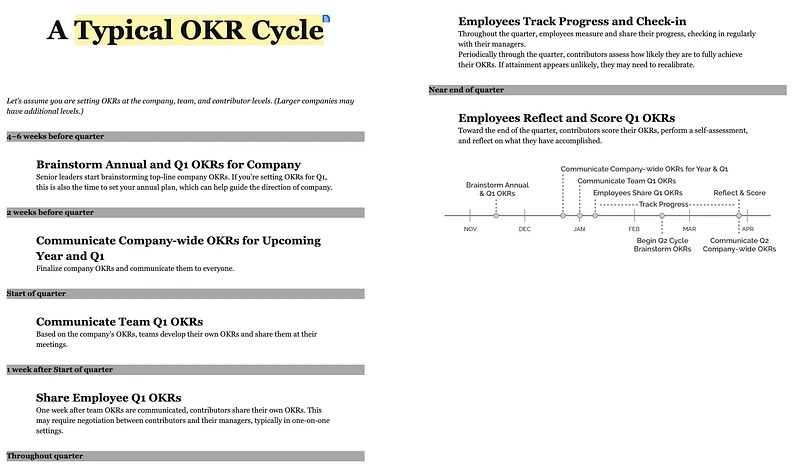 A Typical OKR Cycle
Let's assume you are setting OKRs at the company, team, and contributor levels. (Larger companies may
have additional levels.)
4–6 weeks before quarter
Brainstorm Annual and Q1 OKRs for Company
Senior leaders start brainstorming top-line company OKRs. If you're setting OKRs for Q1,
this is also the time to set your annual plan, which can help guide the direction of company.
2 weeks before quarter
Communicate Company-wide OKRs for Upcoming
Year and Q1
Finalize company OKRs and communicate them to everyone.
Start of quarter
Communicate Team Q1 OKRs
Based on the company's OKRs, teams develop their own OKRs and share them at their
meetings.
1 week after Start of quarter
Share Employee Q1 OKRs
One week after team OKRs are communicated, contributors share their own OKRs. This
may require negotiation between contributors and their managers, typically in one-on-one
settings.
Throughout quarter
Employees Track Progress and Check-in
Throughout the quarter, employees measure and share their progress, checking in regularly
with their managers.
Periodically through the quarter, contributors assess how likely they are to fully achieve
their OKRs. If attainment appears unlikely, they may need to recalibrate.
Near end of quarter
Employees Reflect and Score Q1 OKRs
Toward the end of the quarter, contributors score their OKRs, perform a self-assessment,
and reflect on what they have accomplished.
Communicate Company-wide OKRs for Year & Q1
Communicate Team Q1 OKRs
Brainstorm Annual
& Q1 OKRs
Employees Share Q1 OKRs
Reflect & Score
Track Progress
NOV
DEC
JAN
FEB
MAR
APR
Begin Q2 Cycle
Brainstorm OKRs
Communicate Q2
Company-wide OKRs